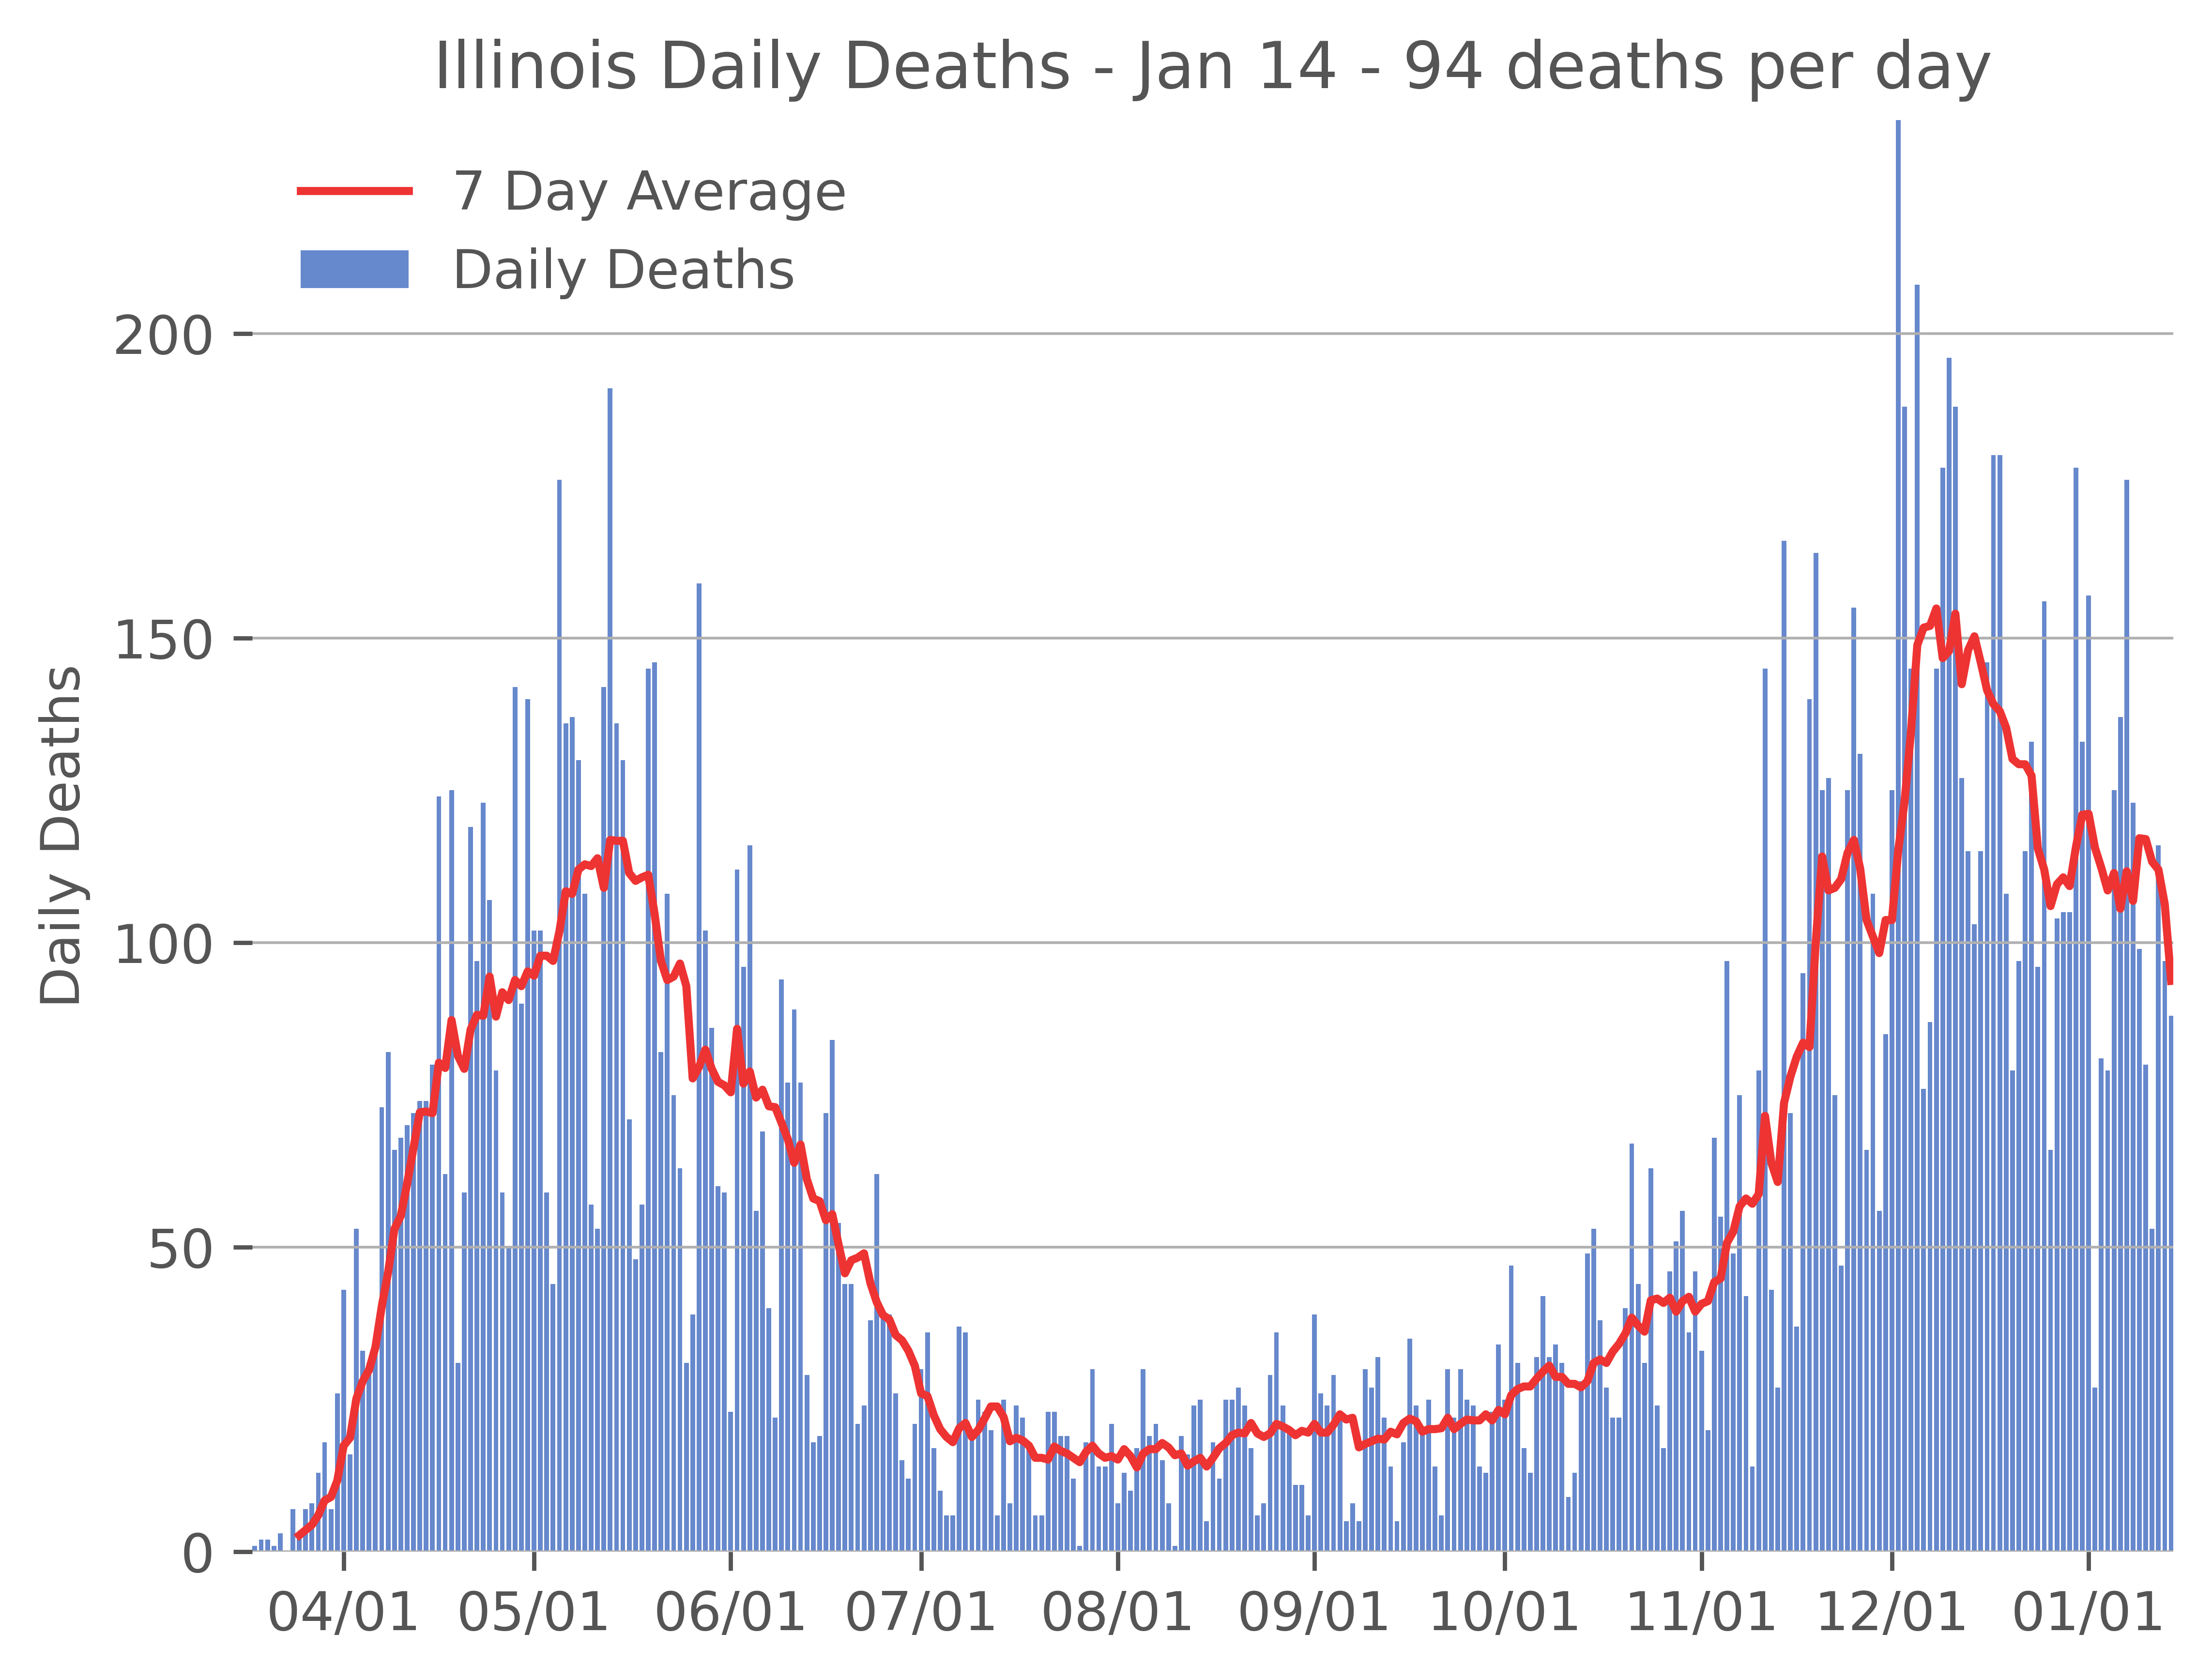 Illinois Daily Deaths - Jan 14 - 94 deaths per day
7 Day Average
Daily Deaths
Daily Deaths
200
150
100
50
0
04/01 05/01 06/01 07/01 08/01 09/01 10/01 11/01 12/01 01/01